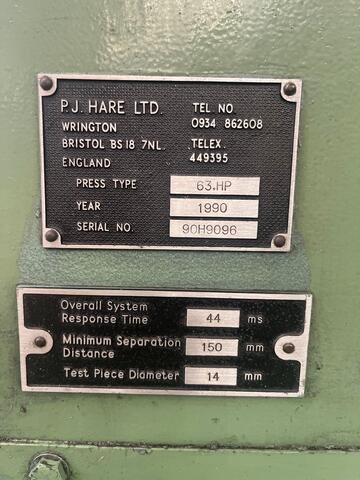 P.J. HARE LTD. TEL NO.
WRINGTON 0934 862608
BRISTOL BS18 7NL. TELEX.
ENGLAND 449395
PRESS TYPE 63.HP
YEAR 1990
SERIAL NO. 90H9096
Overall System
Response Time 44 ms
Minimum Separation
Distance 150 mm
Test Piece Diameter 14 mm